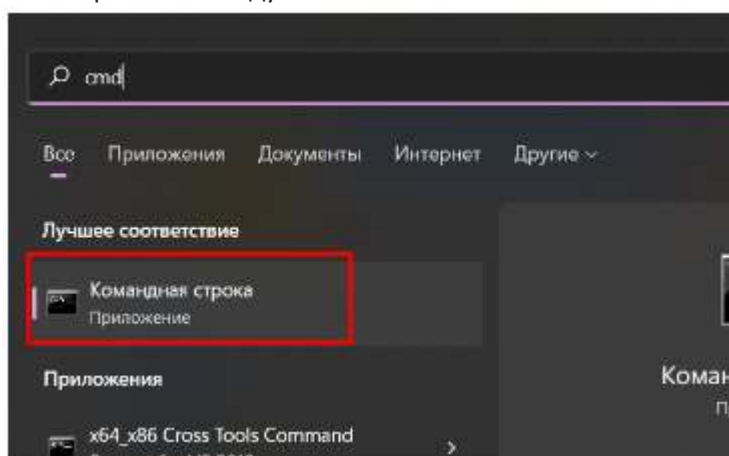 cmd
Все Приложения Документы Интернет Другие
Лучшее соответствие
Командная строка
Приложение
Приложения
Коман
x64_x86 Cross Tools Command